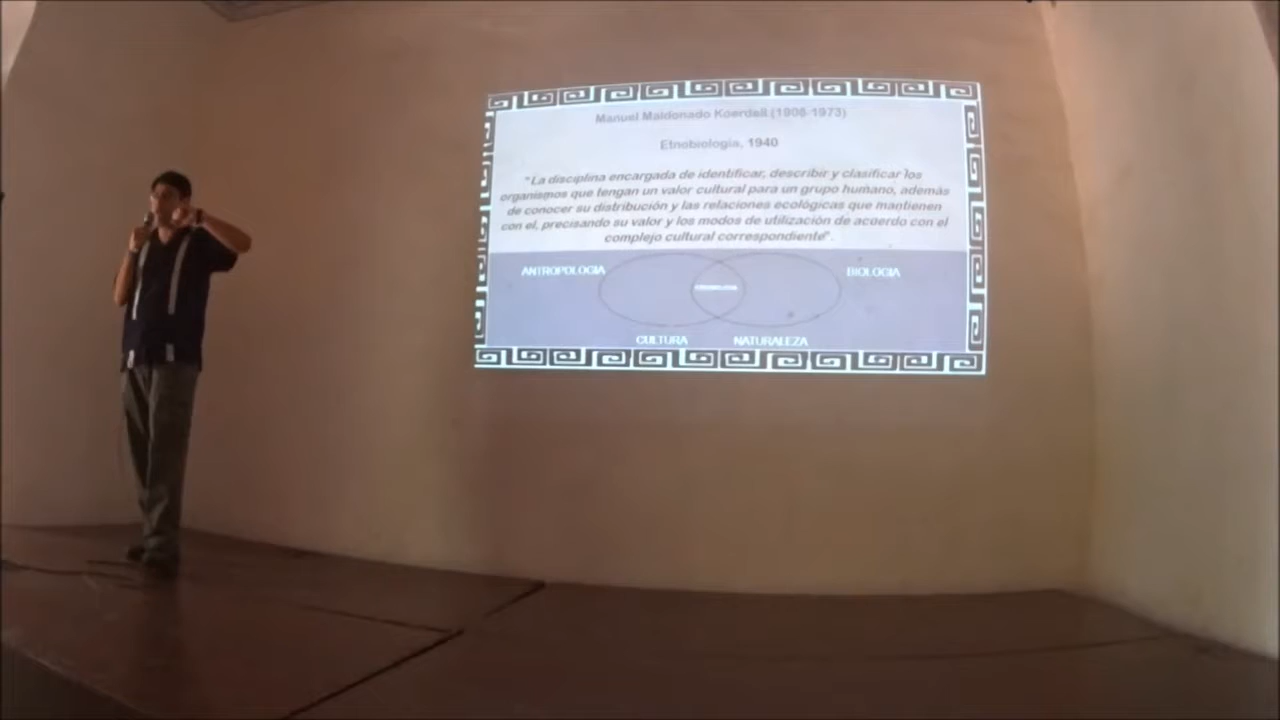 Manuel Maldonado Koerdell (1908-1973)
Etnobiología, 1940
"La disciplina encargada de identificar, describir y clasificar los
organismos que tengan un valor cultural para un grupo humano, además
de conocer su distribución y las relaciones ecológicas que mantienen
con el, precisando su valor y los modos de utilización de acuerdo con el
complejo cultural correspondiente".
ANTROPOLOGIA
BIOLOGIA
CULTURA
NATURALEZA